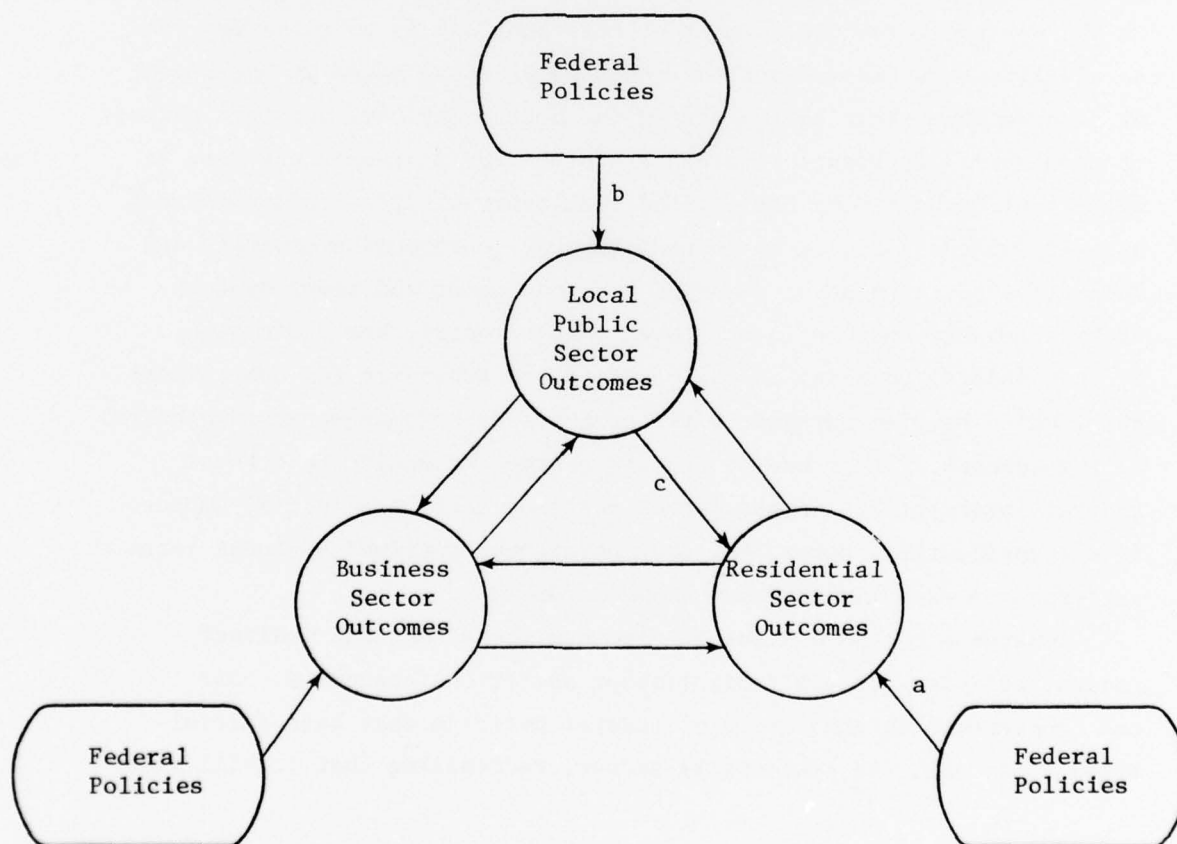 Federal
Policies
b
Local
Public
Sector
Outcomes
c
Business
Sector
Outcomes
Residential
Sector
Outcomes
a
Federal
Policies
Federal
Policies